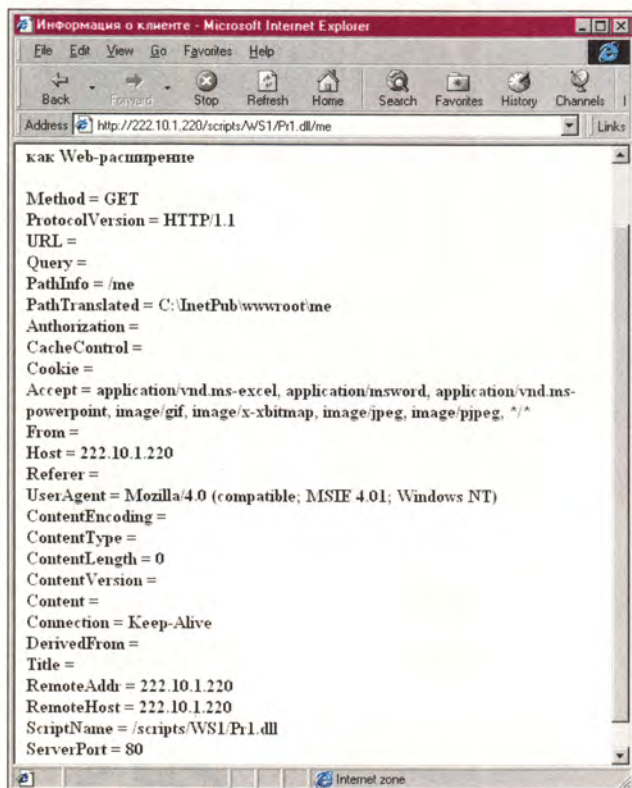 Информация о клиенте - Microsoft Internet Explorer
File Edit View Go Favorites Help
Back Forward Stop Refresh Home Search Favorites History Channels
Address http://222.10.1.220/scripts/WS1/Pr1.dll/me Links
как Web-расширение
Method = GET
ProtocolVersion = HTTP/1.1
URL =
Query =
PathInfo = /me
PathTranslated = C:\InetPub\wwwroot\me
Authorization =
CacheControl =
Cookie =
Accept = application/vnd.ms-excel, application/msword, application/vnd.ms-
powerpoint, image/gif, image/x-xbitmap, image/jpeg, image/pjpeg, */*
From =
Host = 222.10.1.220
Referer =
UserAgent = Mozilla/4.0 (compatible; MSIE 4.01; Windows NT)
ContentEncoding =
ContentType =
ContentLength = 0
ContentVersion =
Content =
Connection = Keep-Alive
DerivedFrom =
Title =
RemoteAddr = 222.10.1.220
RemoteHost = 222.10.1.220
ScriptName = /scripts/WS1/Pr1.dll
ServerPort = 80
Internet zone